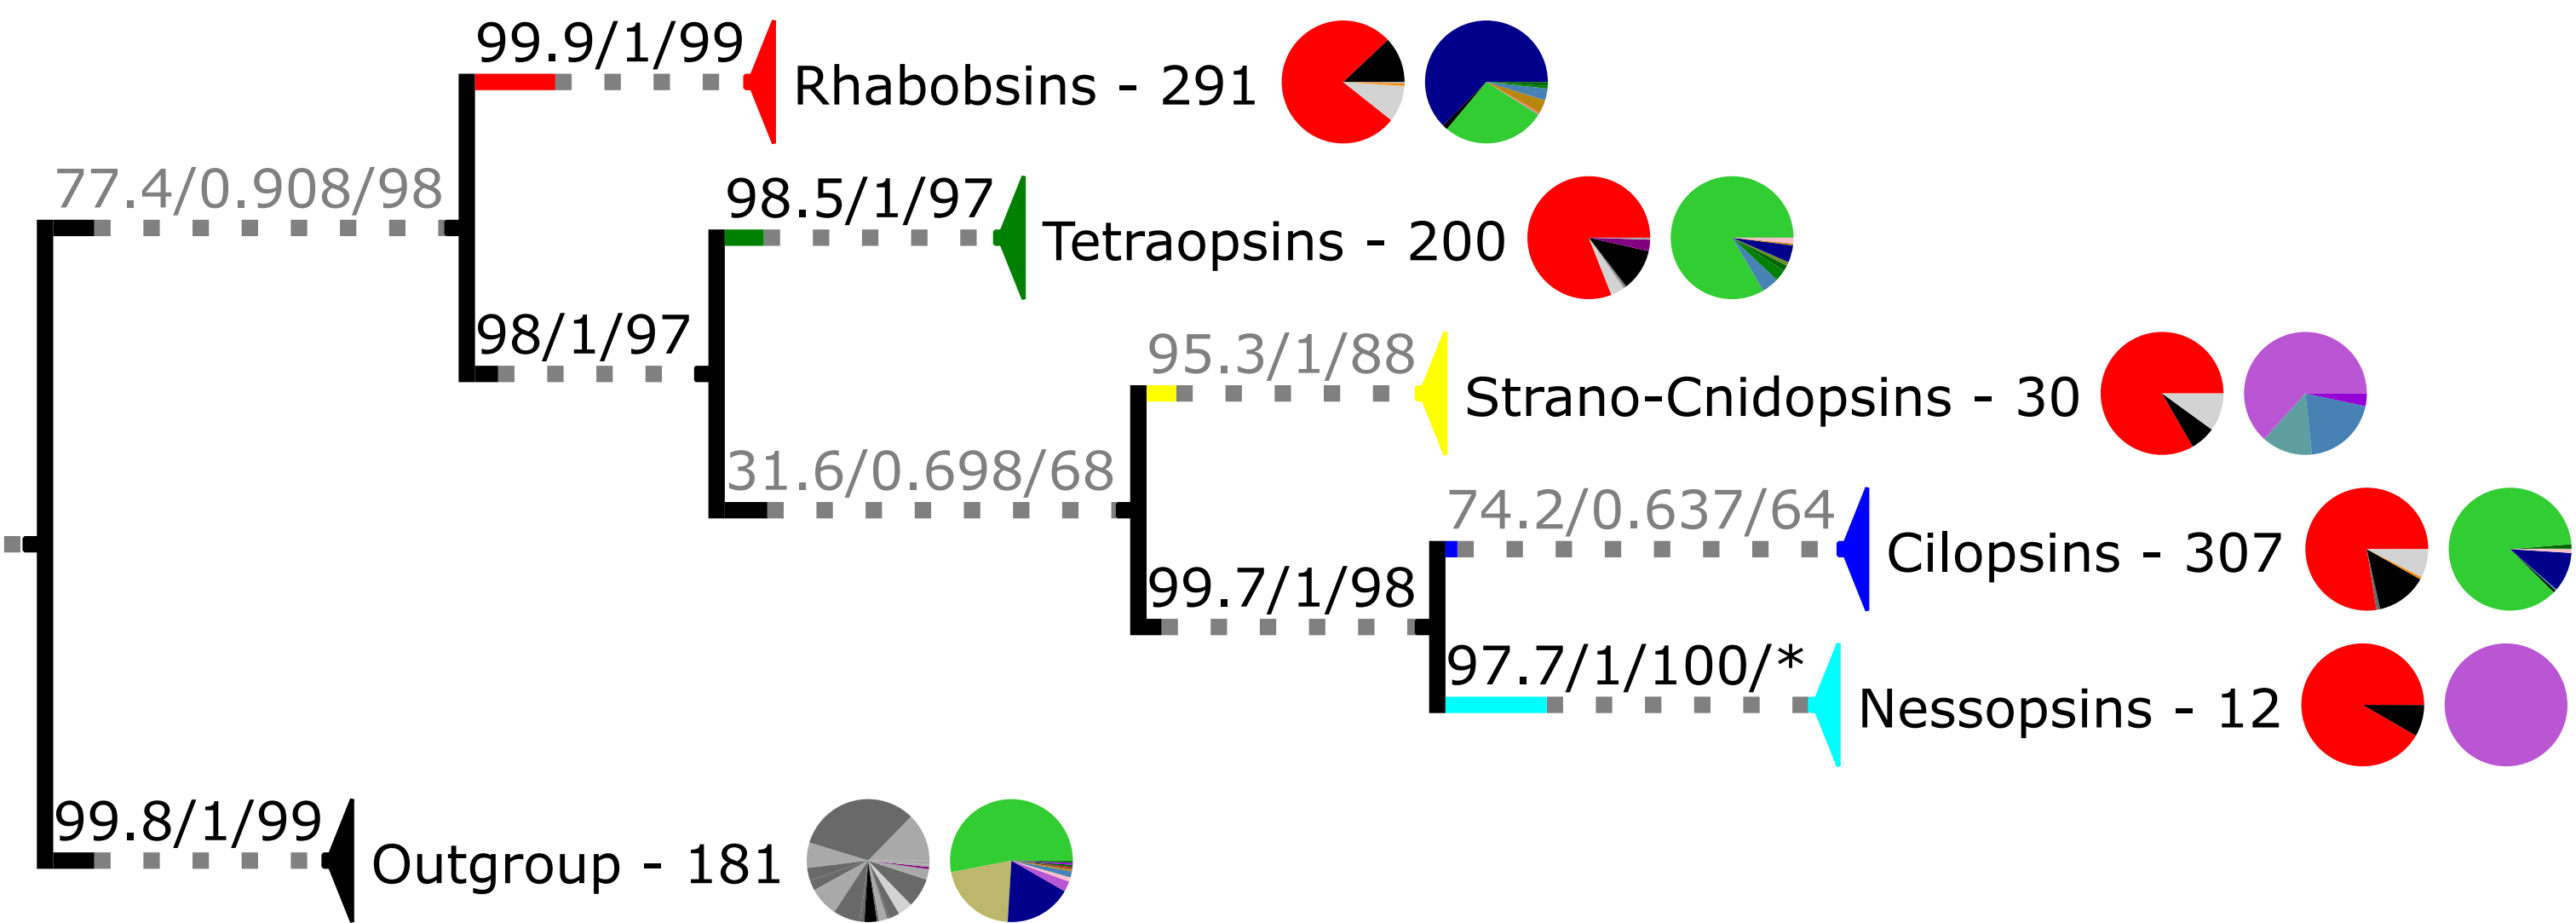 99.9/1/99
Rhabobsins - 291
77.4/0.908/98
98.5/1/97
Tetraopsins - 200
98/1/97
95.3/1/88
Strano-Cnidopsins - 30
31.6/0.698/68
74.2/0.637/64
Cilopsins - 307
99.7/1/98
97.7/1/100/*
Nessopsins - 12
99.8/1/99
Outgroup - 181